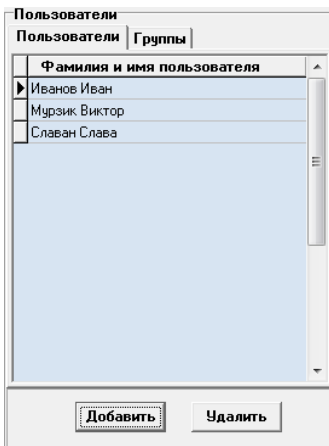 Пользователи
Пользователи Группы
Фамилия и имя пользователя
Иванов Иван
Мурзик Виктор
Славан Слава
Добавить Удалить